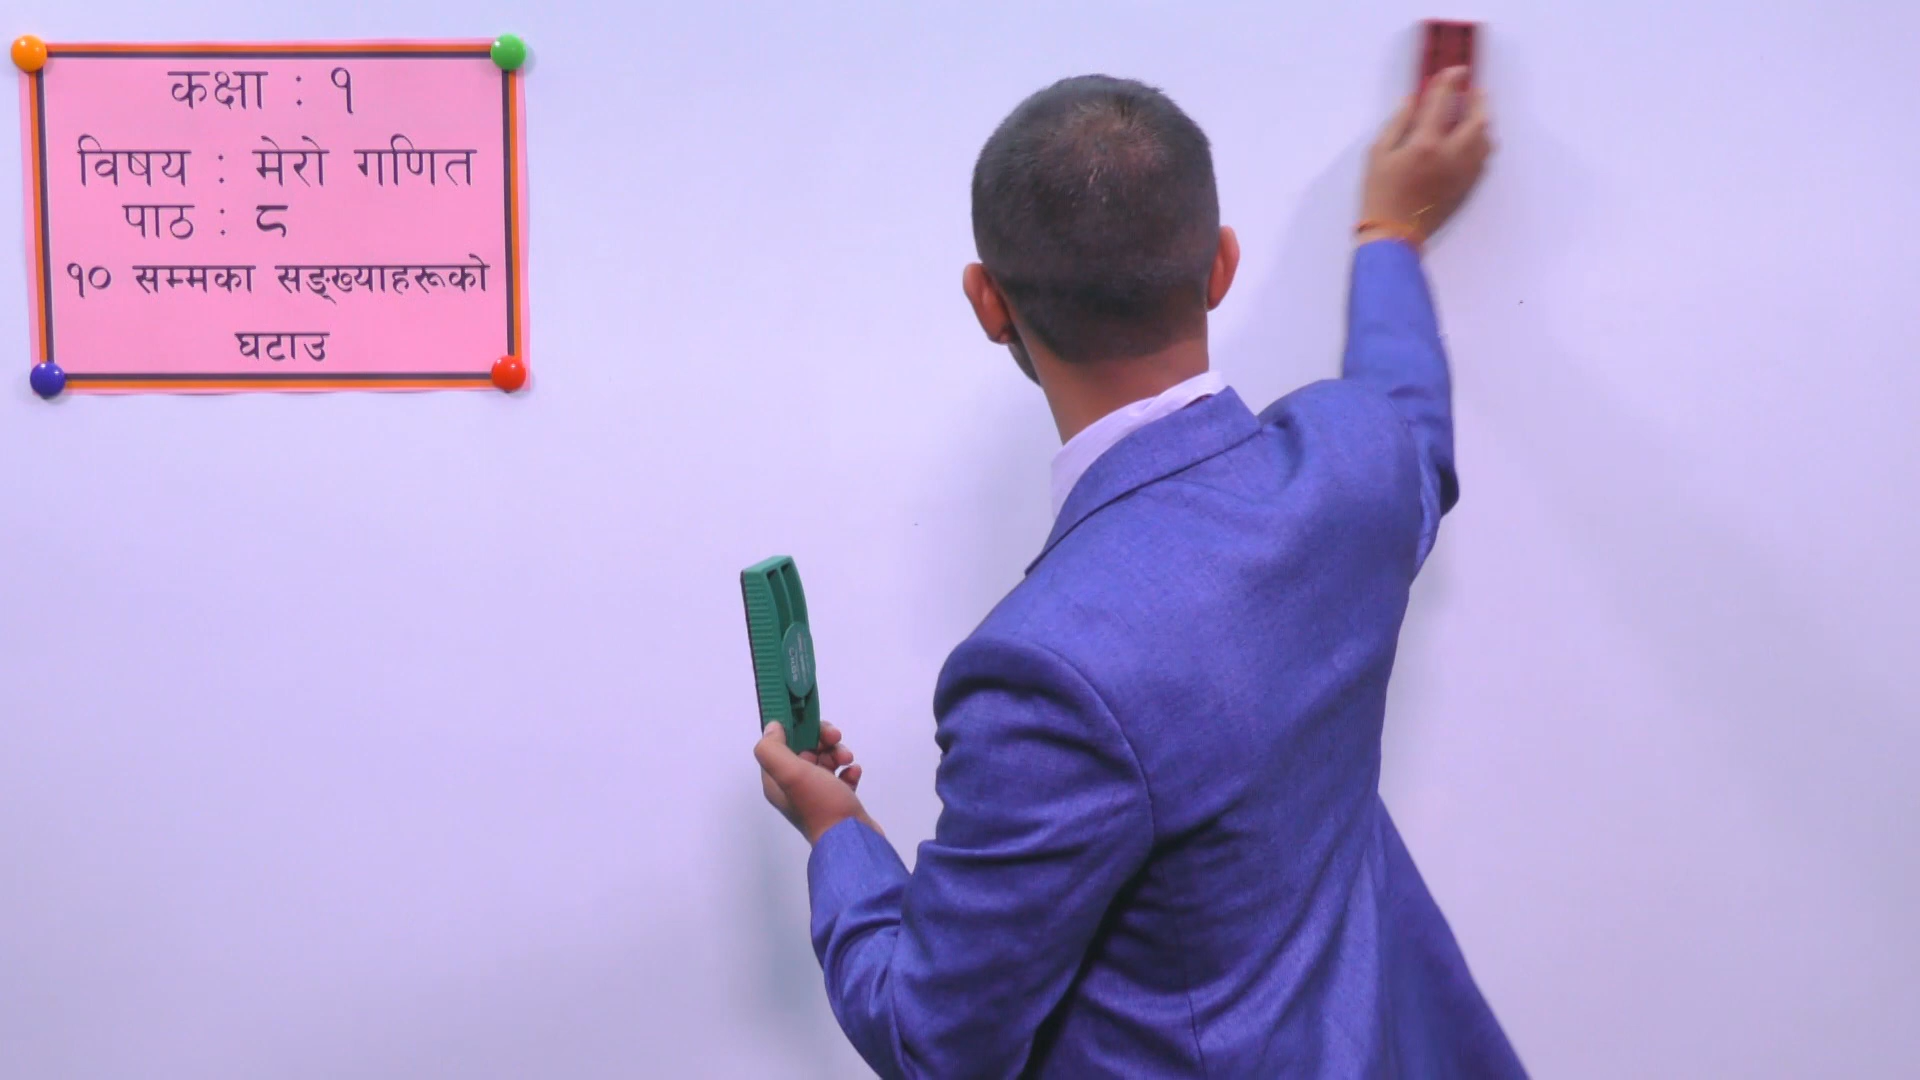 कक्षा : १
विषय : मेरो गणित
पाठ : ८
१० सम्मका सङ्ख्याहरूको
घटाउ